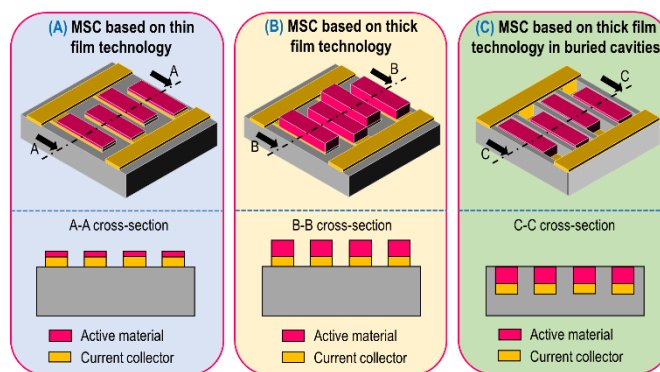 (A) MSC based on thin
film technology
A
A
A-A cross-section
Active material
Current collector
(B) MSC based on thick
film technology
B
B
B-B cross-section
Active material
Current collector
(C) MSC based on thick film
technology in buried cavities
C
C
C-C cross-section
Active material
Current collector